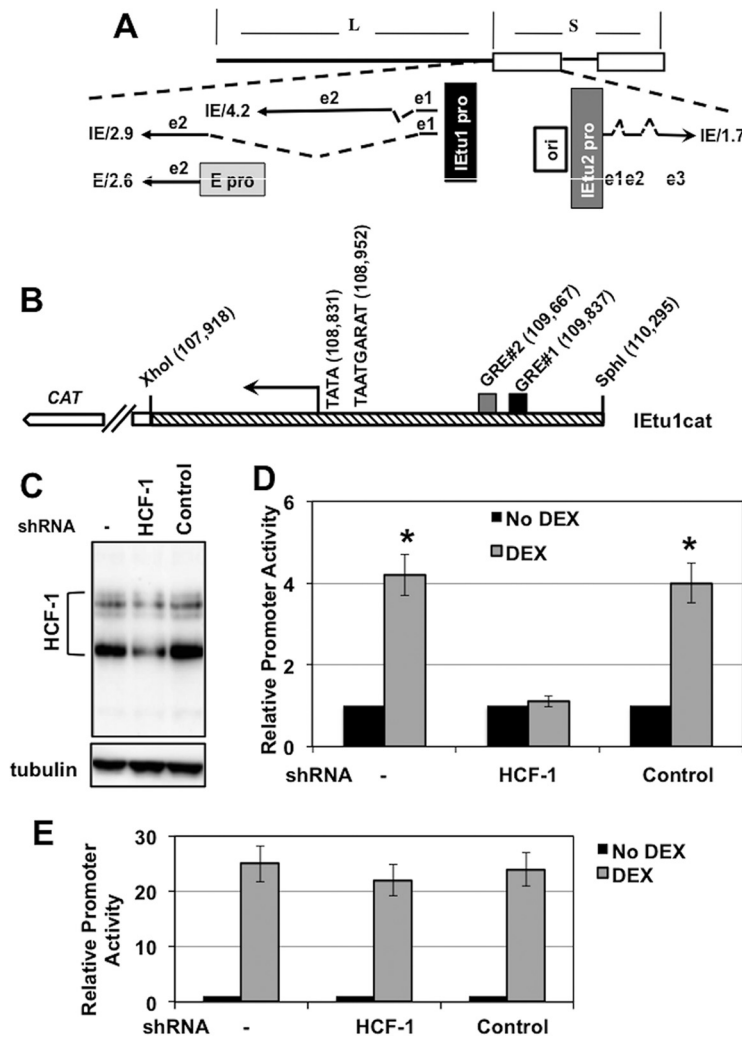 A
L
S
IE/4.2
e2
e1
IE/2.9
e2
e1
IEtu1 pro
ori
IEtu2 pro
IE/1.7
E/2.6
e2
E pro
e1e2
e3
B
XhoI (107,918)
TATA (108,831)
TAATGARAT (108,952)
GRE#2 (109,667)
GRE#1 (109,837)
SphI (110,295)
CAT
IEtu1cat
C
shRNA
-
HCF-1
Control
HCF-1
tubulin
D
Relative Promoter Activity
6
4
2
0
No DEX
DEX
*
*
shRNA - HCF-1 Control
E
Relative Promoter
Activity
30
20
10
0
No DEX
DEX
shRNA - HCF-1 Control